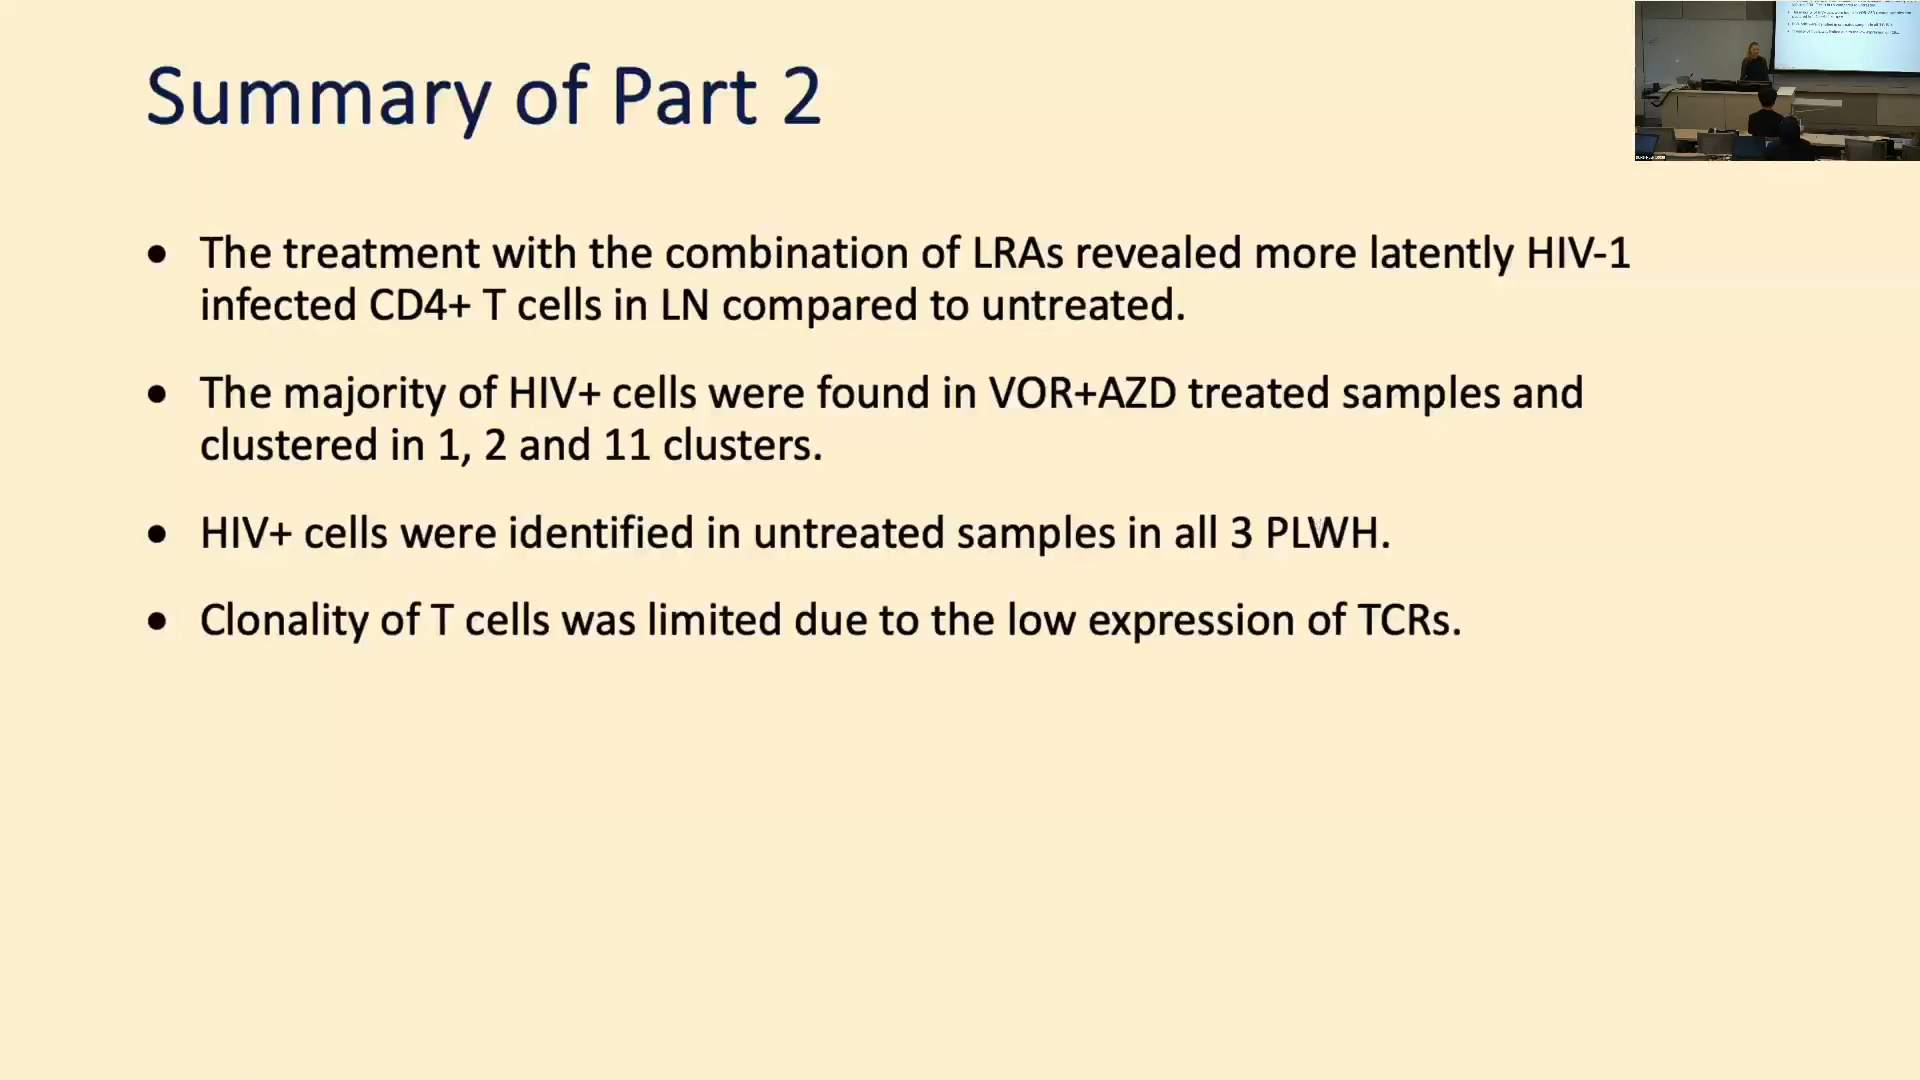 Summary of Part 2
• The treatment with the combination of LRAs revealed more latently HIV-1
infected CD4+ T cells in LN compared to untreated.
• The majority of HIV+ cells were found in VOR+AZD treated samples and
clustered in 1, 2 and 11 clusters.
• HIV+ cells were identified in untreated samples in all 3 PLWH.
• Clonality of T cells was limited due to the low expression of TCRs.